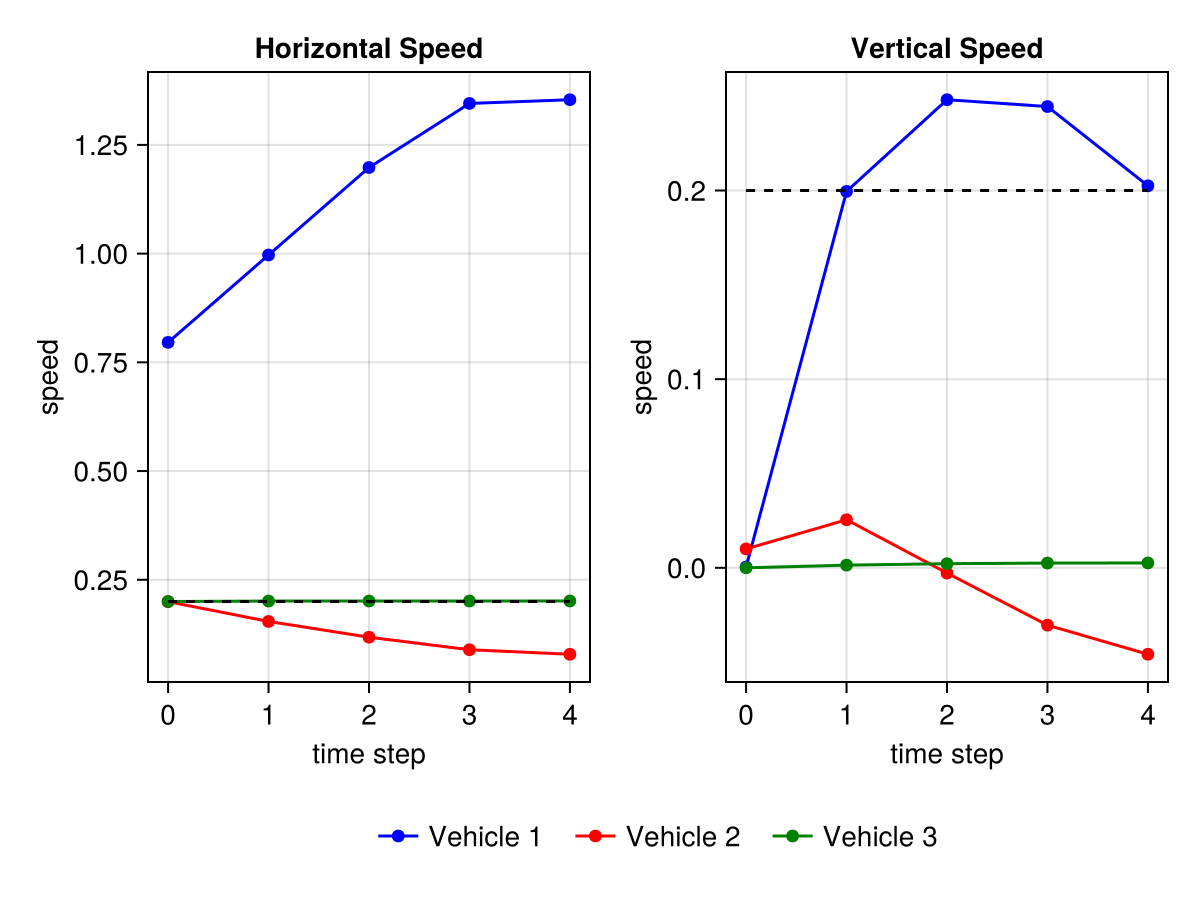 Horizontal Speed
speed
1.25
1.00
0.75
0.50
0.25
0 1 2 3 4
time step
Vertical Speed
speed
0.2
0.1
0.0
0 1 2 3 4
time step
Vehicle 1 Vehicle 2 Vehicle 3